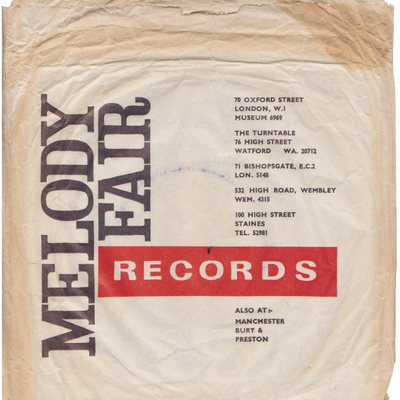 MELODY
FAIR
RECORDS
70 OXFORD STREET
LONDON, W.1
MUSEUM 6969
THE TURNTABLE
76 HIGH STREET
WATFORD WA. 20712
71 BISHOPSGATE, E.C.2
LON. 5148
532 HIGH ROAD, WEMBLEY
WEM. 4315
100 HIGH STREET
STAINES
TEL. 52981
ALSO AT:-
MANCHESTER
BURY &
PRESTON